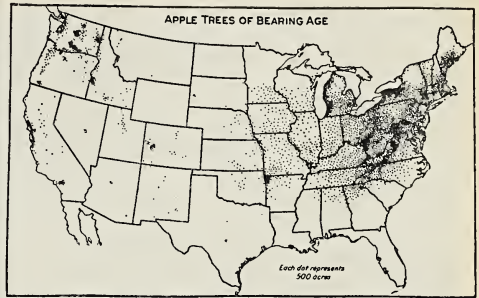 APPLE TREES OF BEARING AGE
Each dot represents
500 acres